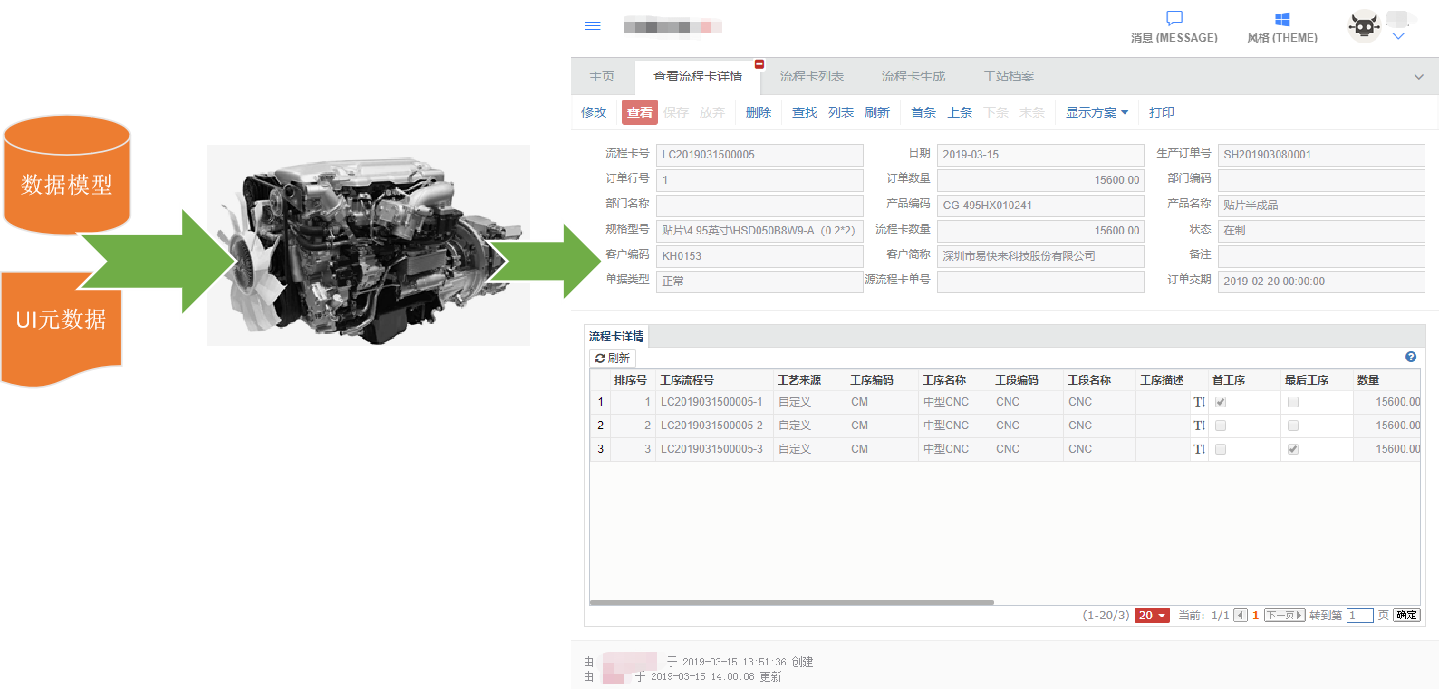 数据模型
UI元数据
消息(MESSAGE) 风格(THEME)
主页 查看流程卡详情 流程卡列表 流程卡生成 工站档案
修改 查看 保存 放弃 删除 查找 列表 刷新 首条 上条 下条 末条 显示方案 打印
流程卡号 LC2019031500005 日期 2019-03-15 生产订单号 SH201903080001
订单行号 1 订单数量 15600.00 部门编码
部门名称 产品编码 CG-495HX010241 产品名称 贴片半成品
规格型号 贴片\4.95英寸\HSD050B8W9-A（0.2*2） 流程卡数量 15600.00 状态 在制
客户编码 KH0153 客户简称 深圳市易快来科技股份有限公司 备注
单据类型 正常 源流程卡单号 订单交期 2019-02-20 00:00:00
流程卡详情
刷新
排序号 工序流程号 工艺来源 工序编码 工序名称 工段编码 工段名称 工序描述 首工序 最后工序 数量
1 1 LC2019031500005-1 自定义 CM 中型CNC CNC CNC 15600.00
2 2 LC2019031500005-2 自定义 CM 中型CNC CNC CNC 15600.00
3 3 LC2019031500005-3 自定义 CM 中型CNC CNC CNC 15600.00
(1-20/3) 20 当前: 1/1 1 下一页 转到第 1 页 确定
由 于 2019-03-15 13:51:36 创建
由 于 2019-03-15 14:00:06 更新